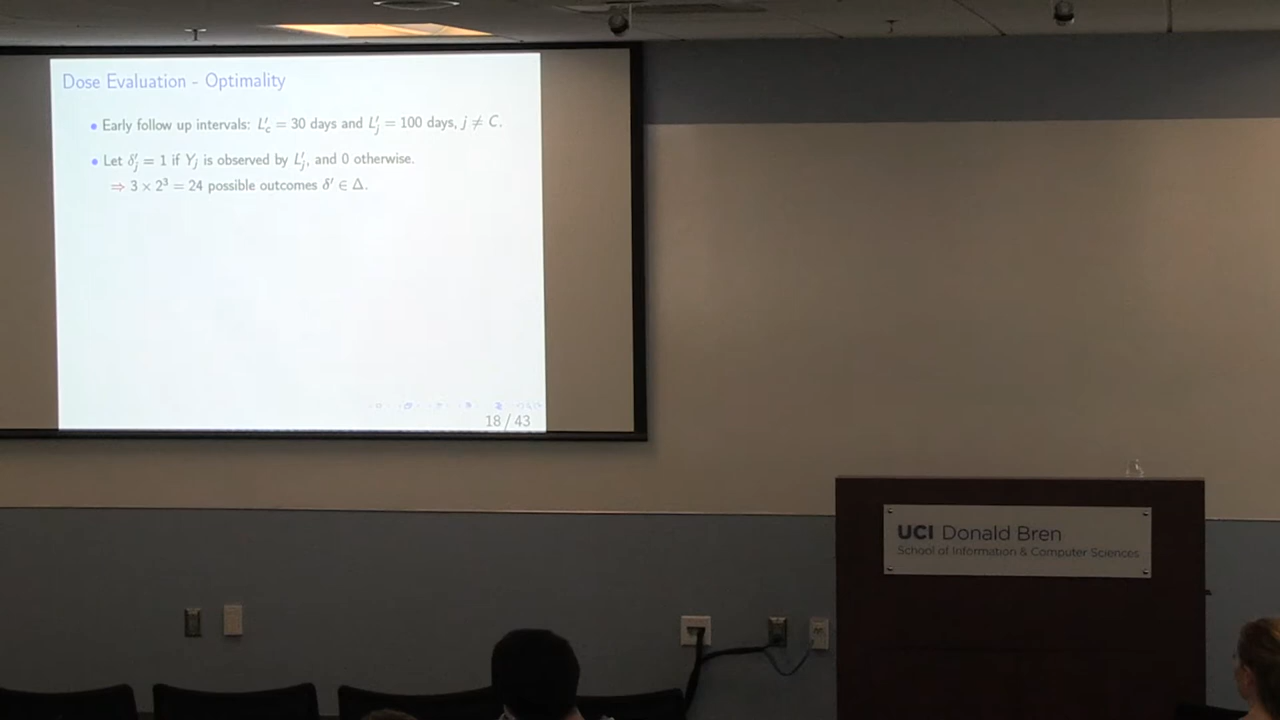 Dose Evaluation - Optimality
• Early follow up intervals: L′_c = 30 days and L′_j = 100 days, j ≠ C.
• Let δ′_j = 1 if Y_j is observed by L′_j, and 0 otherwise.
⇒ 3 × 2³ = 24 possible outcomes δ′ ∈ Δ.
18 / 43
UCI Donald Bren
School of Information & Computer Sciences